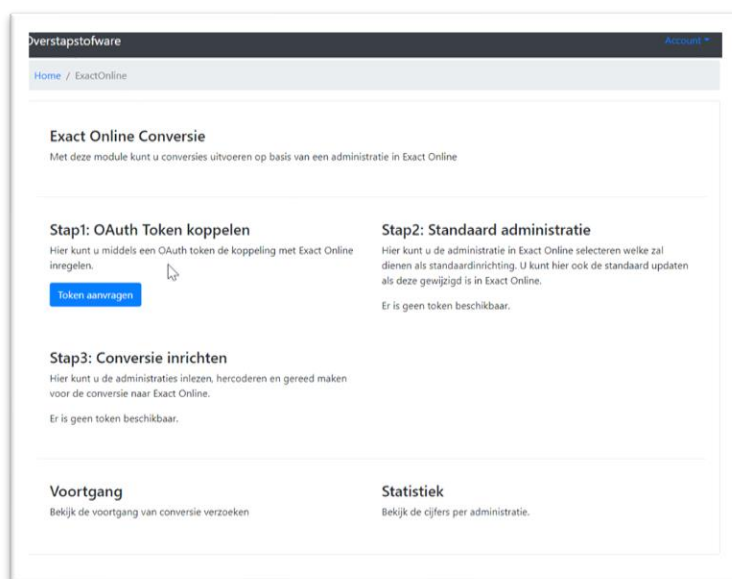 Overstapstofware
Account
Home / ExactOnline
Exact Online Conversie
Met deze module kunt u conversies uitvoeren op basis van een administratie in Exact Online
Stap1: OAuth Token koppelen
Hier kunt u middels een OAuth token de koppeling met Exact Online
inregelen.
Token aanvragen
Stap2: Standaard administratie
Hier kunt u de administratie in Exact Online selecteren welke zal
dienen als standaardinrichting. U kunt hier ook de standaard updaten
als deze gewijzigd is in Exact Online.
Er is geen token beschikbaar.
Stap3: Conversie inrichten
Hier kunt u de administraties inlezen, hercoderen en gereed maken
voor de conversie naar Exact Online.
Er is geen token beschikbaar.
Voortgang
Bekijk de voortgang van conversie verzoeken
Statistiek
Bekijk de cijfers per administratie.